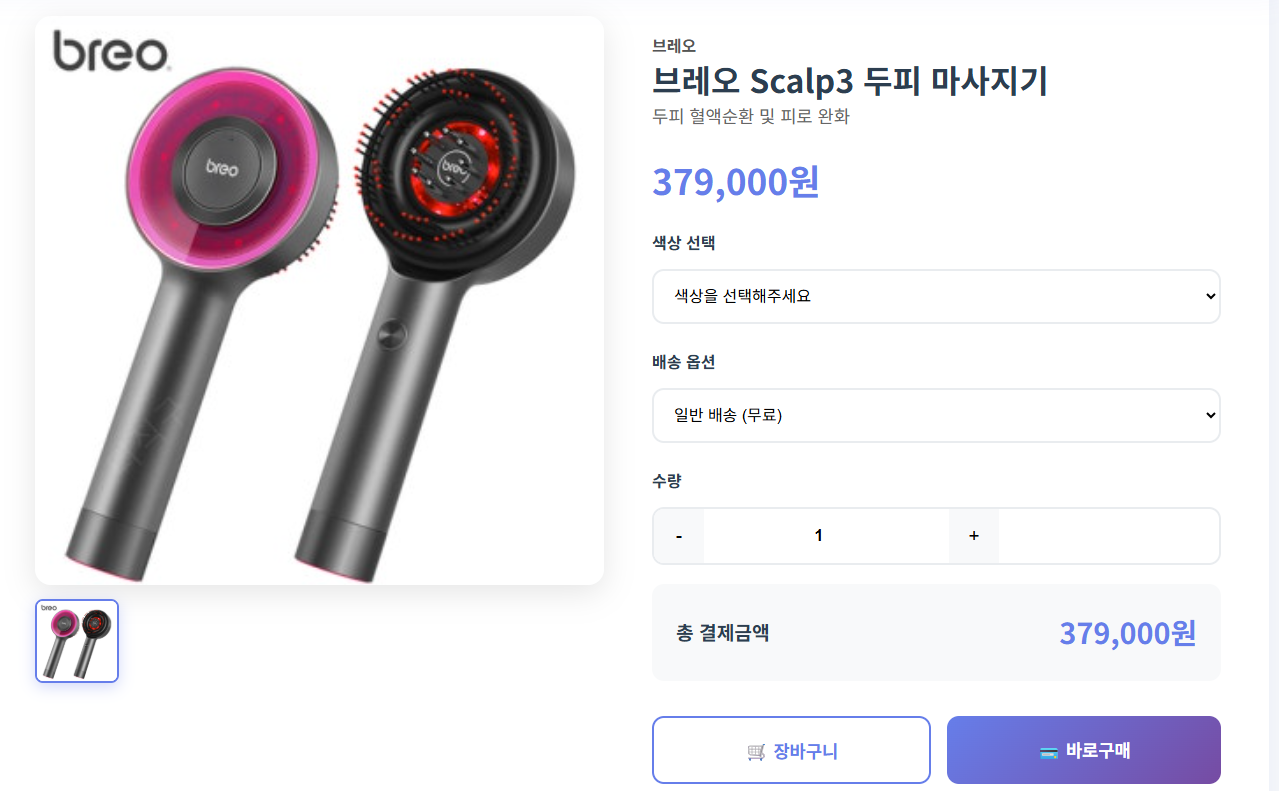 breo
breo
breo
브레오
브레오 Scalp3 두피 마사지기
두피 혈액순환 및 피로 완화
379,000원
색상 선택
색상을 선택해주세요
배송 옵션
일반 배송 (무료)
수량
- 1 +
총 결제금액 379,000원
장바구니
바로구매
breo